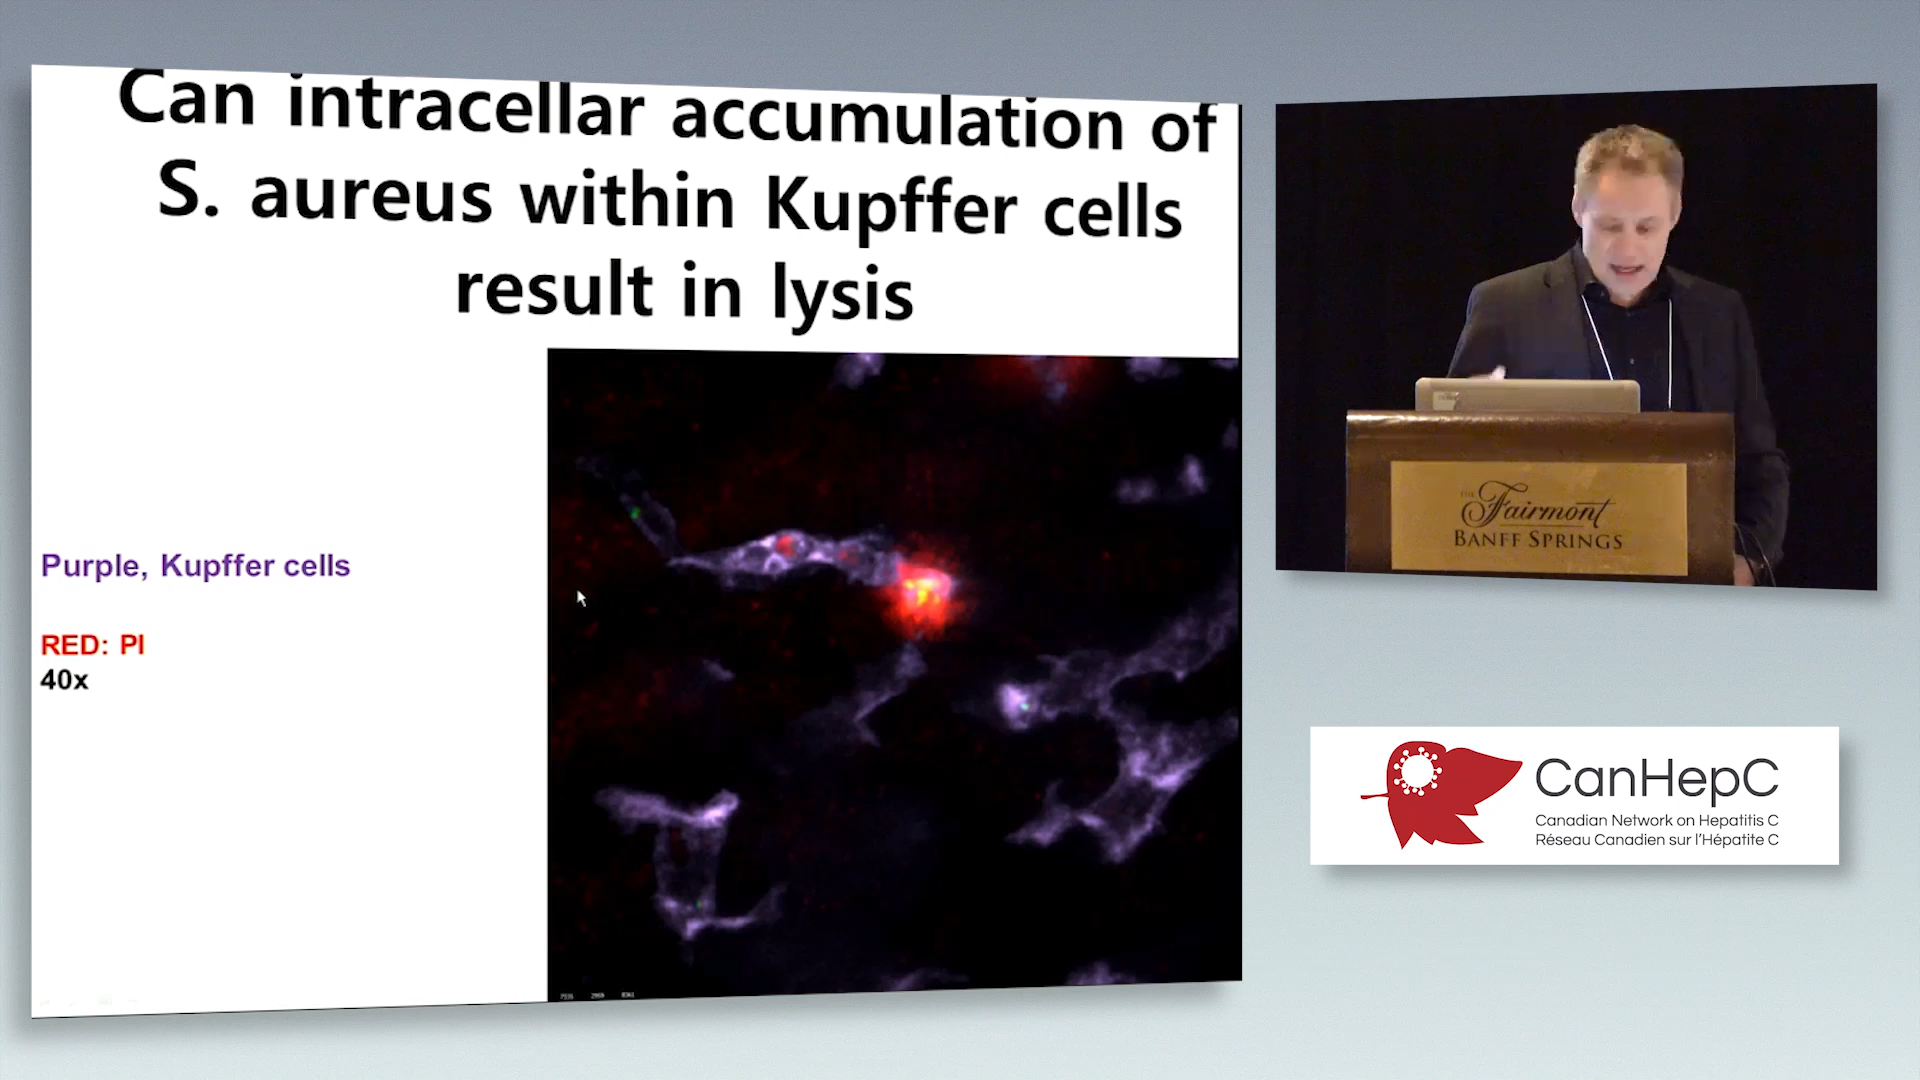 Can intracellar accumulation of
S. aureus within Kupffer cells
result in lysis
Purple, Kupffer cells
RED: PI
40x
THE
Fairmont
BANFF SPRINGS
CanHepC
Canadian Network on Hepatitis C
Réseau Canadien sur l'Hépatite C